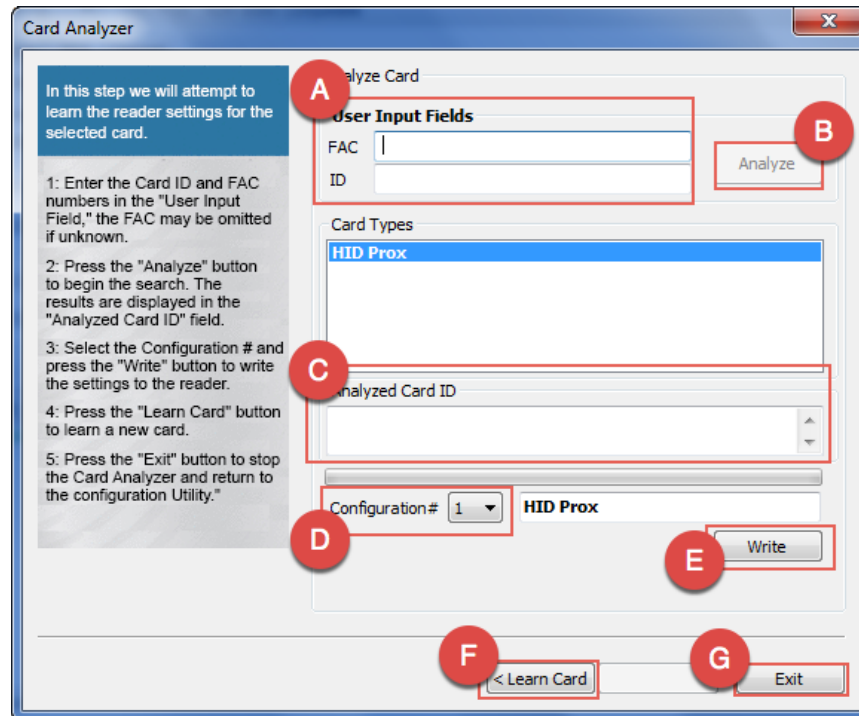 Card Analyzer
In this step we will attempt to
learn the reader settings for the
selected card.
1: Enter the Card ID and FAC
numbers in the "User Input
Field," the FAC may be omitted
if unknown.
2: Press the "Analyze" button
to begin the search. The
results are displayed in the
"Analyzed Card ID" field.
3: Select the Configuration # and
press the "Write" button to write
the settings to the reader.
4: Press the "Learn Card" button
to learn a new card.
5: Press the "Exit" button to stop
the Card Analyzer and return to
the configuration Utility."
A
alyze Card
User Input Fields
FAC
ID
B
Analyze
Card Types
HID Prox
C
Analyzed Card ID
D
Configuration# 1
HID Prox
E
Write
F
< Learn Card
G
Exit